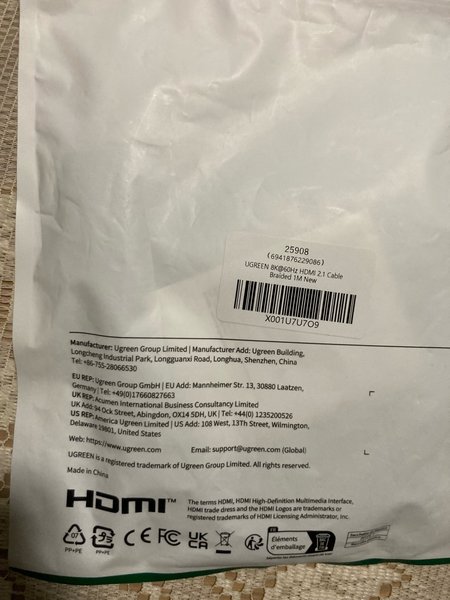 25908
(6941876229086)
UGREEN 8K@60Hz HDMI 2.1 Cable
Braided 1M New
X001U7U7O9
Manufacturer: Ugreen Group Limited | Manufacturer Add: Ugreen Building,
Longcheng Industrial Park, Longguanxi Road, Longhua, Shenzhen, China
Tel: +86-755-28066530
EU REP: Ugreen Group GmbH | EU Add: Mannheimer Str. 13, 30880 Laatzen,
Germany | Tel: +49(0)17660827663
UK REP: Acumen International Business Consultancy Limited
UK Add: 94 Ock Street, Abingdon, OX14 5DH, UK | Tel: +44(0) 1235200526
US REP: America Ugreen Limited | US Add: 108 West, 13Th Street, Wilmington,
Delaware 19801, United States
Web: https://www.ugreen.com Email: support@ugreen.com (Global)
UGREEN is a registered trademark of Ugreen Group Limited. All rights reserved.
Made in China
HDMI™ The terms HDMI, HDMI High-Definition Multimedia Interface,
HDMI trade dress and the HDMI Logos are trademarks or
registered trademarks of HDMI Licensing Administrator, Inc.
07
PP+PE
PP+PE
CE FC UK
CA
FR
Éléments
d'emballage